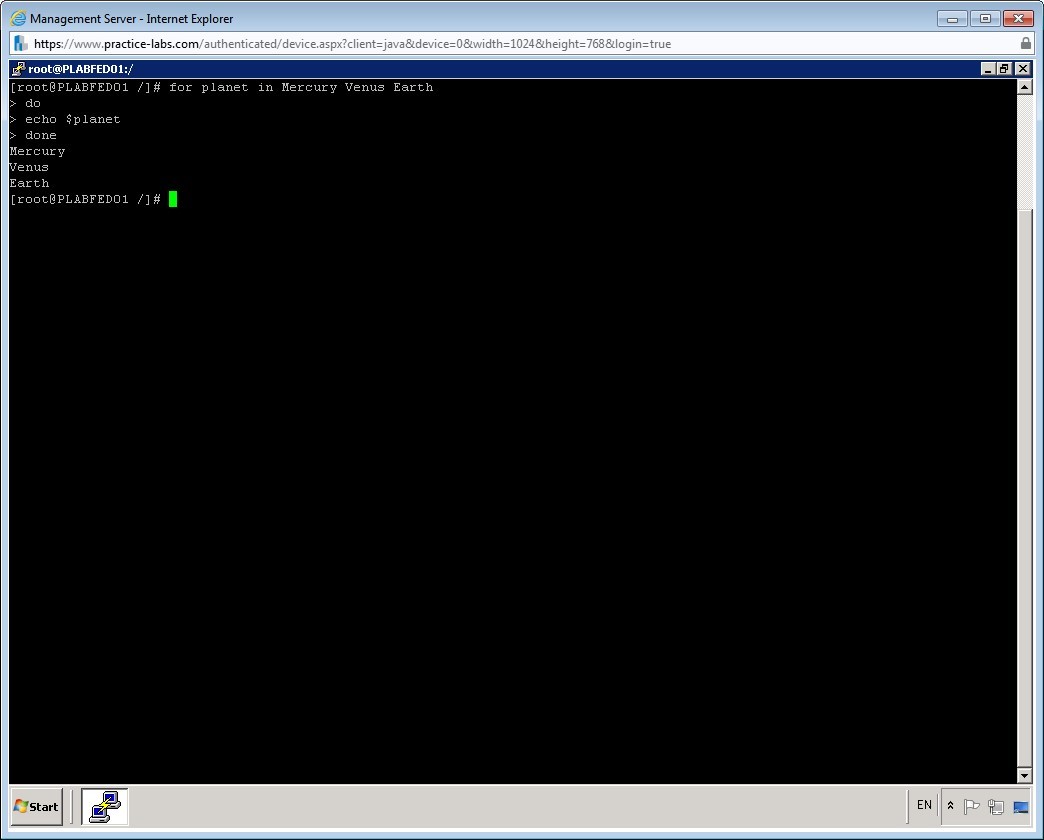 Management Server - Internet Explorer
https://www.practice-labs.com/authenticated/device.aspx?client=java&device=0&width=1024&height=768&login=true
root@PLABFED01:/
[root@PLABFED01 /]# for planet in Mercury Venus Earth
> do
> echo $planet
> done
Mercury
Venus
Earth
[root@PLABFED01 /]#
Start
EN